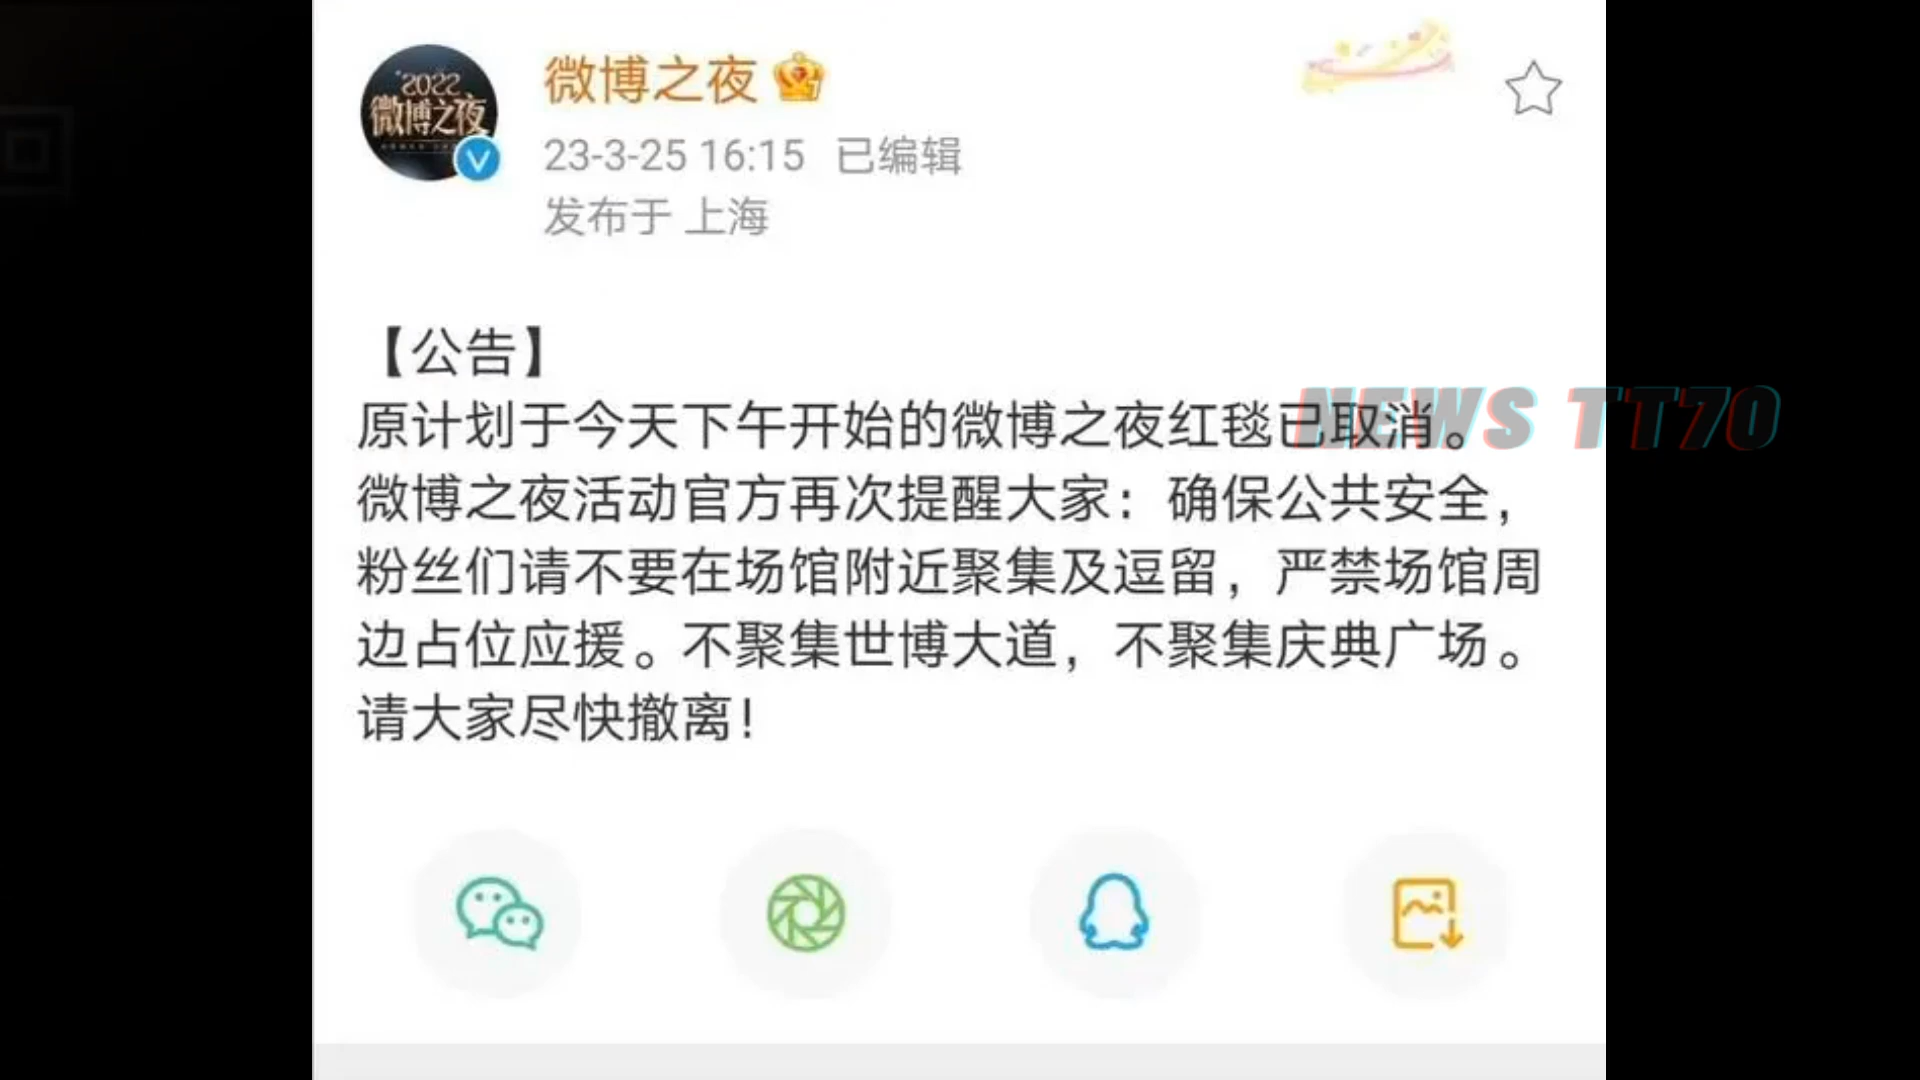 2022
微博之夜
微博之夜
23-3-25 16:15 已编辑
发布于 上海
【公告】
原计划于今天下午开始的微博之夜红毯已取消。
NEWS TT70
微博之夜活动官方再次提醒大家：确保公共安全，
粉丝们请不要在场馆附近聚集及逗留，严禁场馆周
边占位应援。不聚集世博大道，不聚集庆典广场。
请大家尽快撤离！